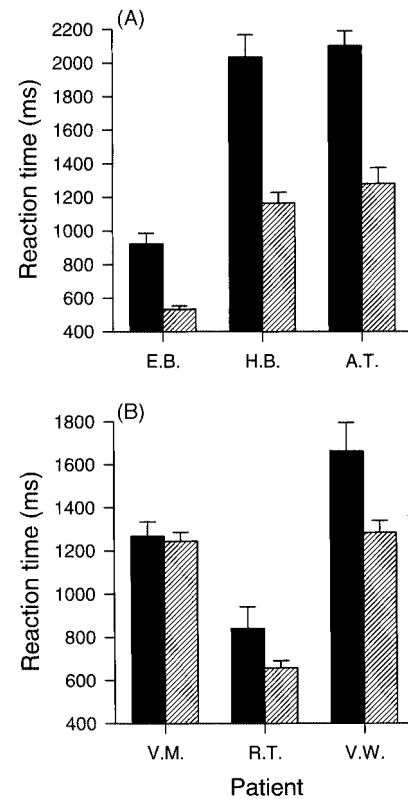 (A)
2200
2000
1800
1600
1400
1200
1000
800
600
400
Reaction time (ms)
E.B. H.B. A.T.
(B)
1800
1600
1400
1200
1000
800
600
400
Reaction time (ms)
V.M. R.T. V.W.
Patient